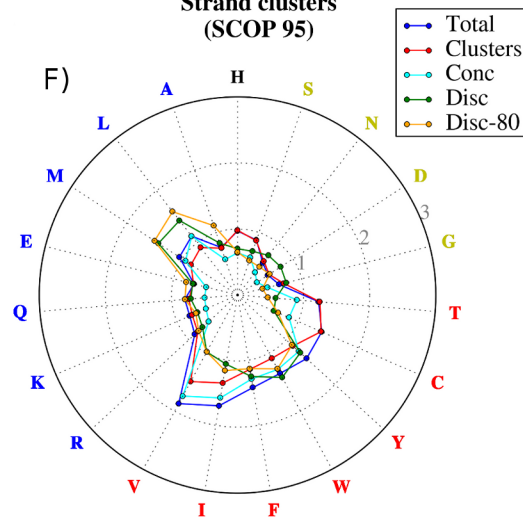 Strand clusters
(SCOP 95)
F)
Total
Clusters
Conc
Disc
Disc-80
H
S
N
D
G
T
C
Y
W
F
I
V
R
K
Q
E
M
L
A
1
2
3